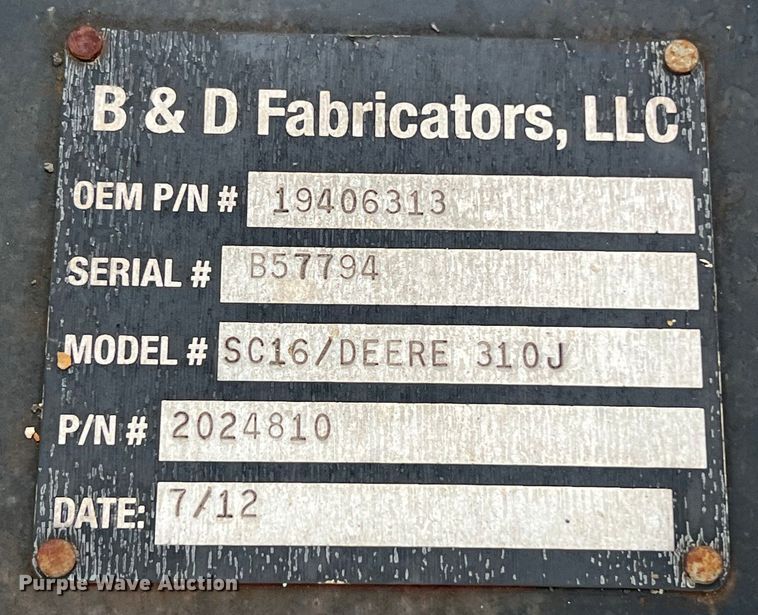 B & D Fabricators, LLC
OEM P/N # 19406313
SERIAL # B57794
MODEL # SC16/DEERE 310J
P/N # 2024810
DATE: 7/12
Purple Wave Auction